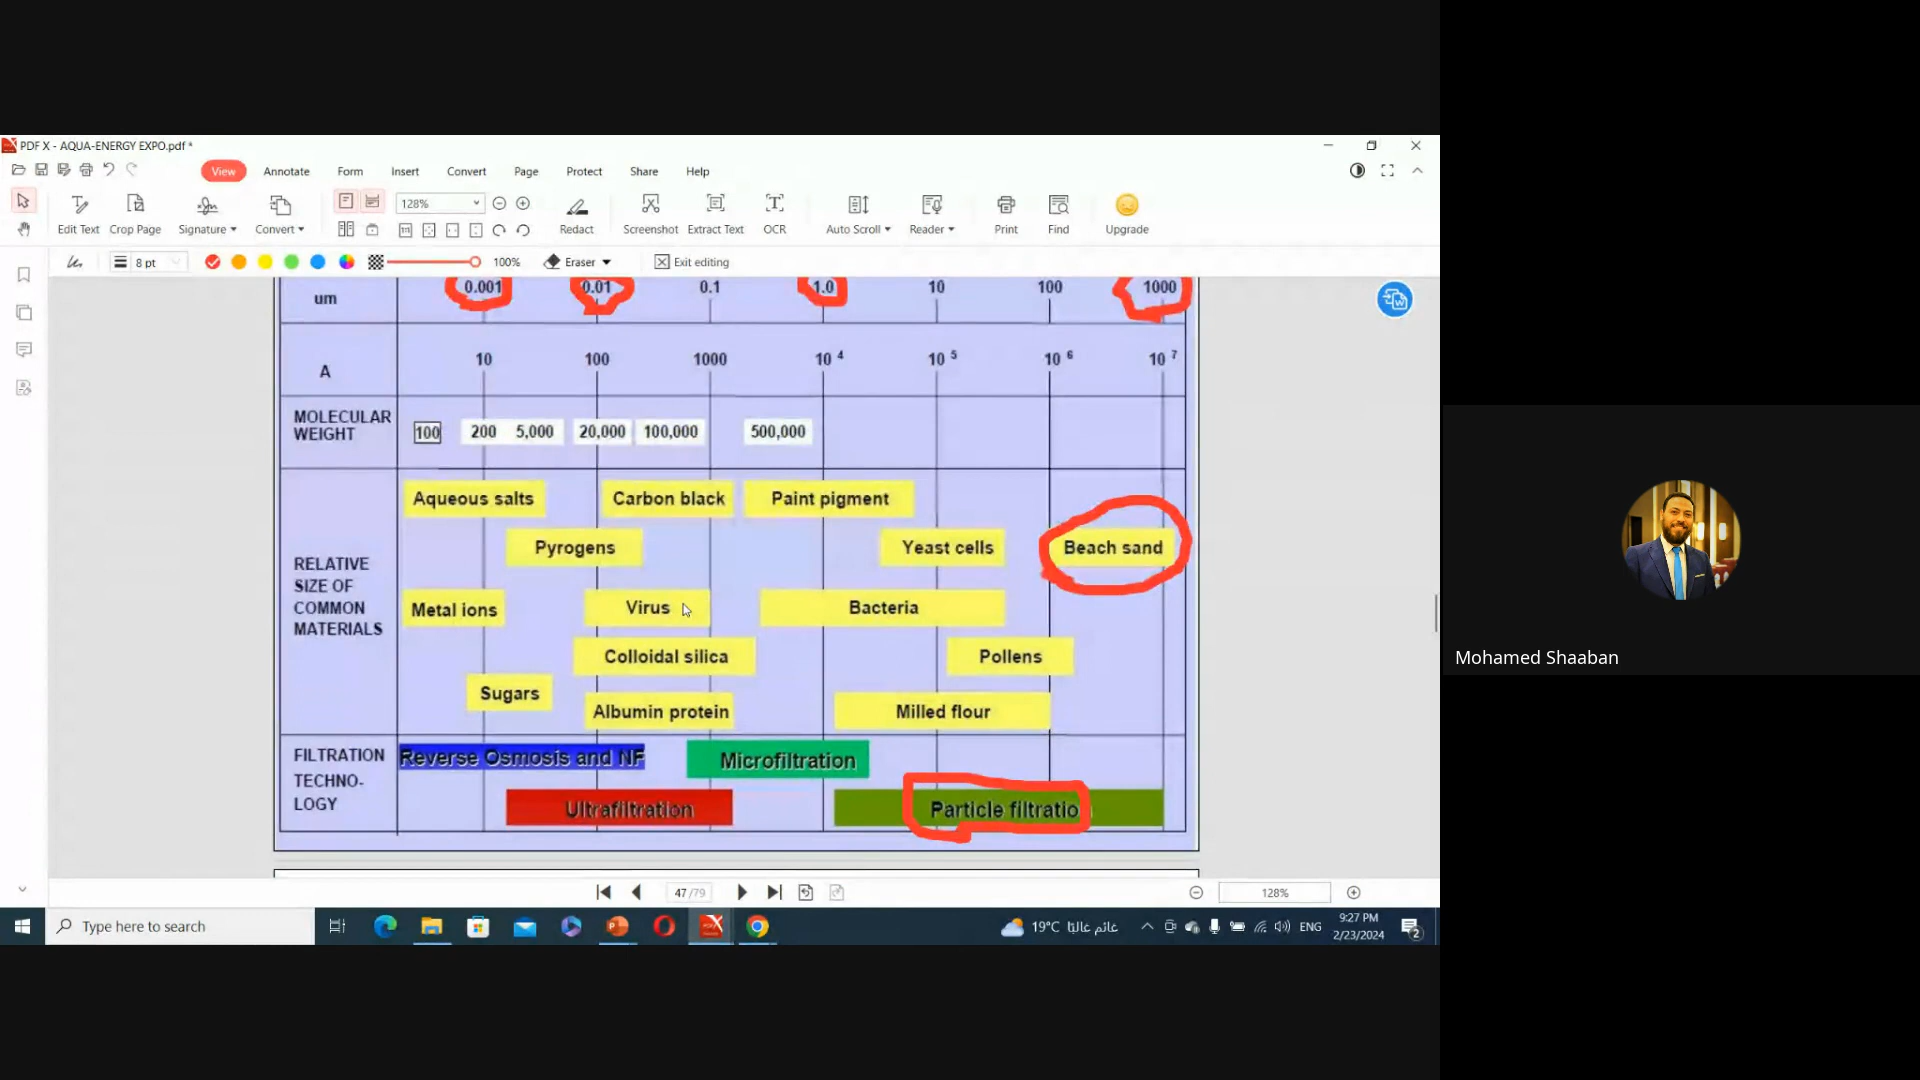 PDF X - AQUA-ENERGY EXPO.pdf *
View Annotate Form Insert Convert Page Protect Share Help
128%
Edit Text Crop Page Signature Convert Redact Screenshot Extract Text OCR Auto Scroll Reader Print Find Upgrade
8 pt 100% Eraser Exit editing
um 0.001 0.01 0.1 1.0 10 100 1000
A 10 100 1000 10 4 10 5 10 6 10 7
MOLECULAR
WEIGHT
100 200 5,000 20,000 100,000 500,000
Aqueous salts Carbon black Paint pigment
Pyrogens Yeast cells Beach sand
RELATIVE
SIZE OF
COMMON
MATERIALS
Metal ions Virus Bacteria
Colloidal silica Pollens
Sugars
Albumin protein Milled flour
FILTRATION
TECHNO-
LOGY
Reverse Osmosis and NF Microfiltration
Ultrafiltration Particle filtratio
47 /79
128%
Type here to search
19°C غائم غالبًا
ENG
9:27 PM
2/23/2024
2
Mohamed Shaaban